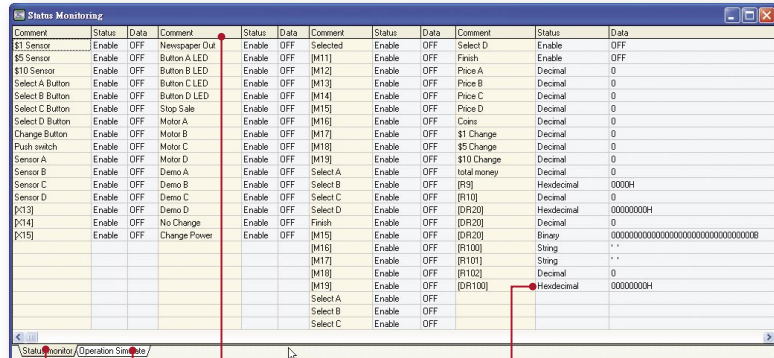 Status Monitoring
Comment Status Data Comment Status Data Comment Status Data Comment Status Data
$1 Sensor Enable OFF Newspaper Out Enable OFF Selected Enable OFF Select D Enable OFF
$5 Sensor Enable OFF Button A LED Enable OFF [M11] Enable OFF Finish Enable OFF
$10 Sensor Enable OFF Button B LED Enable OFF [M12] Enable OFF Price A Decimal 0
Select A Button Enable OFF Button C LED Enable OFF [M13] Enable OFF Price B Decimal 0
Select B Button Enable OFF Button D LED Enable OFF [M14] Enable OFF Price C Decimal 0
Select C Button Enable OFF Stop Sale Enable OFF [M15] Enable OFF Price D Decimal 0
Select D Button Enable OFF Motor A Enable OFF [M16] Enable OFF Coins Decimal 0
Change Button Enable OFF Motor B Enable OFF [M17] Enable OFF $1 Change Decimal 0
Push switch Enable OFF Motor C Enable OFF [M18] Enable OFF $5 Change Decimal 0
Sensor A Enable OFF Motor D Enable OFF [M19] Enable OFF $10 Change Decimal 0
Sensor B Enable OFF Demo A Enable OFF Select A Enable OFF total money Decimal 0
Sensor C Enable OFF Demo B Enable OFF Select B Enable OFF [R9] Hexdecimal 0000H
Sensor D Enable OFF Demo C Enable OFF Select C Enable OFF [R10] Decimal 0
[X13] Enable OFF Demo D Enable OFF Select D Enable OFF [DR20] Hexdecimal 00000000H
[X14] Enable OFF No Change Enable OFF Finish Enable OFF [DR20] Decimal 0
[X15] Enable OFF Change Power Enable OFF [M15] Enable OFF [DR20] Binary 00000000000000000000000000000000B
[M16] Enable OFF [R100] String ' '
[M17] Enable OFF [R101] String ' '
[M18] Enable OFF [R102] Decimal 0
[M19] Enable OFF [DR100] Hexdecimal 00000000H
Select A Enable OFF
Select B Enable OFF
Select C Enable OFF
Status monitor Operation Simulate